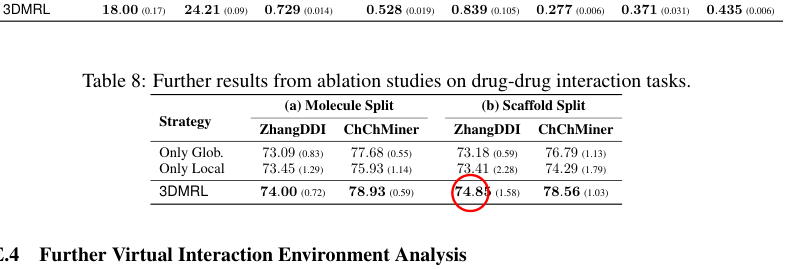 3DMRL 18.00 (0.17) 24.21 (0.09) 0.729 (0.014) 0.528 (0.019) 0.839 (0.105) 0.277 (0.006) 0.371 (0.031) 0.435 (0.006)
Table 8: Further results from ablation studies on drug-drug interaction tasks.
Strategy (a) Molecule Split (b) Scaffold Split
ZhangDDI ChChMiner ZhangDDI ChChMiner
Only Glob. 73.09 (0.83) 77.68 (0.55) 73.18 (0.59) 76.79 (1.13)
Only Local 73.45 (1.29) 75.93 (1.14) 73.41 (2.28) 74.29 (1.79)
3DMRL 74.00 (0.72) 78.93 (0.59) 74.85 (1.58) 78.56 (1.03)
E.4 Further Virtual Interaction Environment Analysis